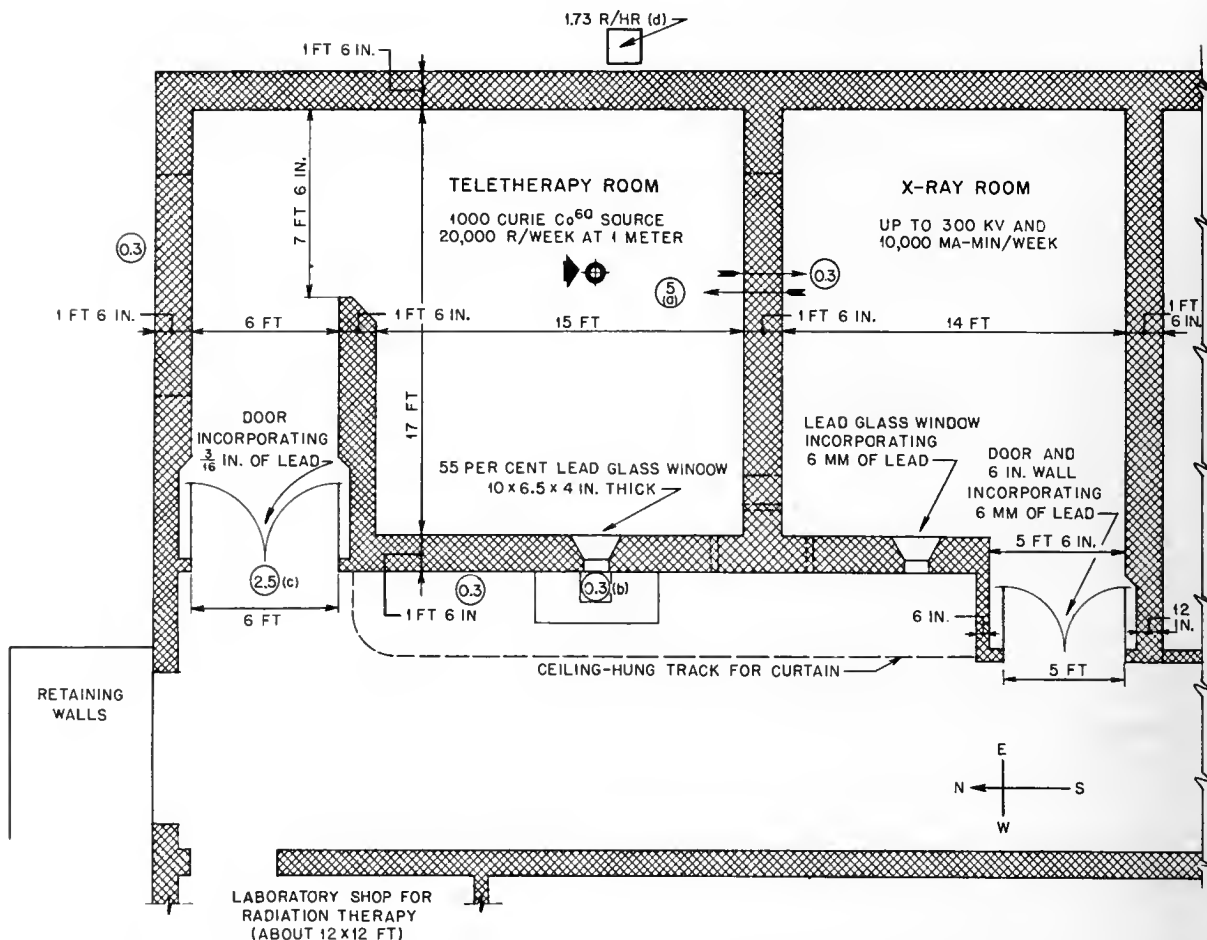 1.73 R/HR (d)
1 FT 6 IN.
7 FT 6 IN.
TELETHERAPY ROOM
1000 CURIE Co60 SOURCE
20,000 R/WEEK AT 1 METER
X-RAY ROOM
UP TO 300 KV AND
10,000 MA-MIN/WEEK
0.3
0.3
5
(a)
1 FT 6 IN.
6 FT
1 FT 6 IN.
15 FT
1 FT 6 IN.
14 FT
1 FT
6 IN.
17 FT
DOOR
INCORPORATING
3/16 IN. OF LEAD
55 PER CENT LEAD GLASS WINDOW
10 x 6.5 x 4 IN. THICK
LEAD GLASS WINDOW
INCORPORATING
6 MM OF LEAD
DOOR AND
6 IN. WALL
INCORPORATING
6 MM OF LEAD
5 FT 6 IN.
2.5 (c)
0.3
0.3 (b)
6 FT
1 FT 6 IN
6 IN.
12
IN.
CEILING-HUNG TRACK FOR CURTAIN
5 FT
RETAINING
WALLS
E
N
S
W
LABORATORY SHOP FOR
RADIATION THERAPY
(ABOUT 12 X 12 FT)